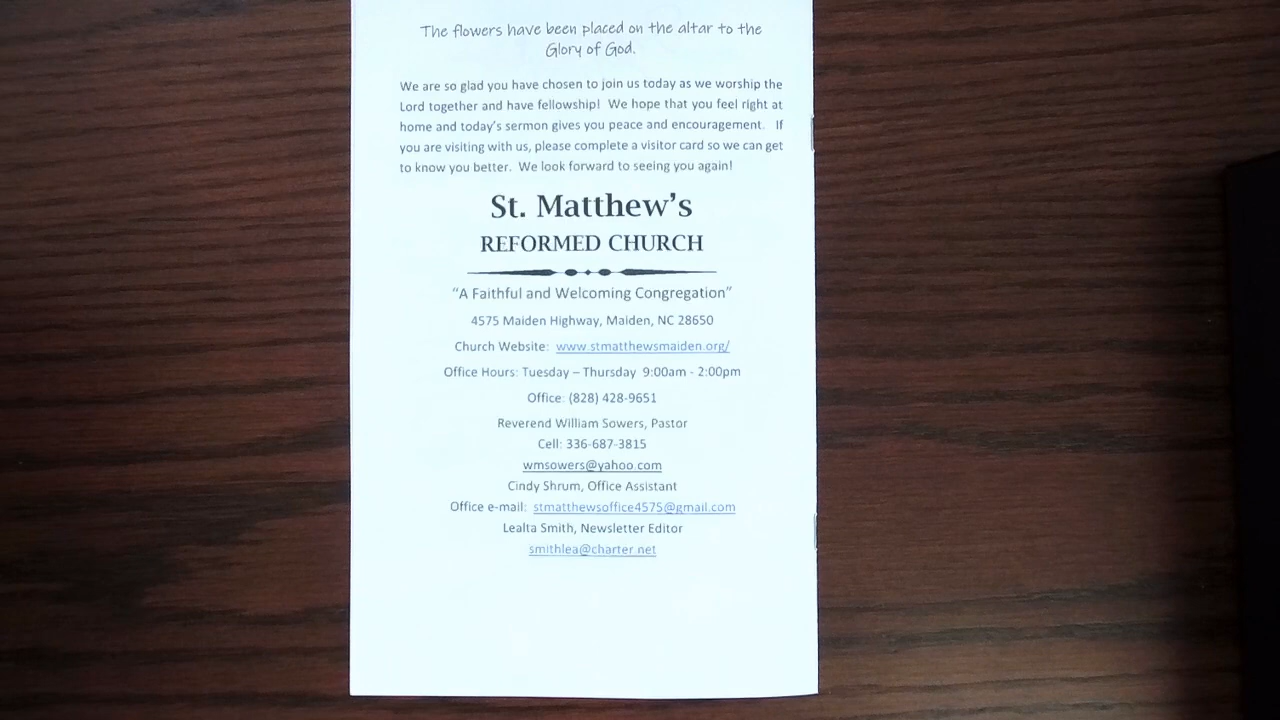 The flowers have been placed on the altar to the
Glory of God.
We are so glad you have chosen to join us today as we worship the
Lord together and have fellowship!  We hope that you feel right at
home and today's sermon gives you peace and encouragement.  If
you are visiting with us, please complete a visitor card so we can get
to know you better.  We look forward to seeing you again!
St. Matthew's
REFORMED CHURCH
"A Faithful and Welcoming Congregation"
4575 Maiden Highway, Maiden, NC 28650
Church Website:  www.stmatthewsmaiden.org/
Office Hours: Tuesday – Thursday  9:00am - 2:00pm
Office: (828) 428-9651
Reverend William Sowers, Pastor
Cell: 336-687-3815
wmsowers@yahoo.com
Cindy Shrum, Office Assistant
Office e-mail:  stmatthewsoffice4575@gmail.com
Lealta Smith, Newsletter Editor
smithlea@charter.net